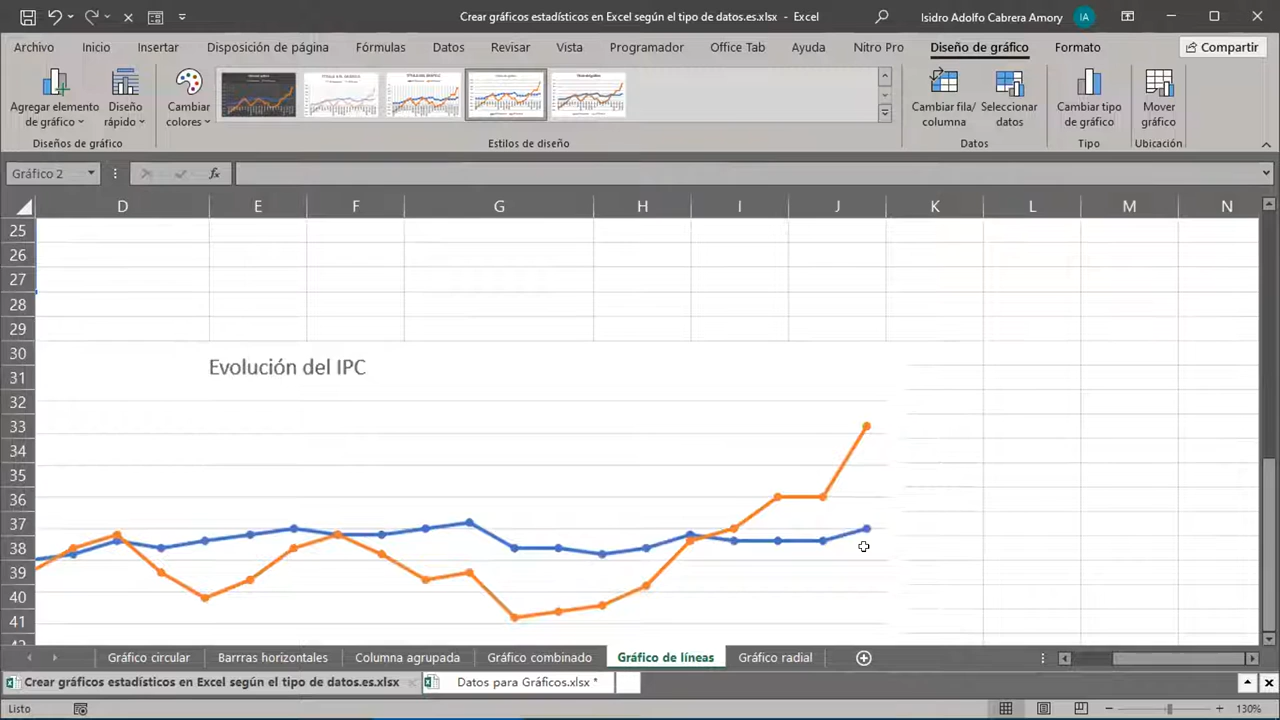 Crear gráficos estadísticos en Excel según el tipo de datos.es.xlsx - Excel
Isidro Adolfo Cabrera Amory
IA
Archivo Inicio Insertar Disposición de página Fórmulas Datos Revisar Vista Programador Office Tab Ayuda Nitro Pro Diseño de gráfico Formato Compartir
Agregar elemento
de gráfico
Diseño
rápido
Cambiar
colores
Cambiar fila/
columna
Seleccionar
datos
Cambiar tipo
de gráfico
Mover
gráfico
Diseños de gráfico Estilos de diseño Datos Tipo Ubicación
Gráfico 2 fx
D E F G H I J K L M N
25
26
27
28
29
30
Evolución del IPC
31
32
33
34
35
36
37
38
39
40
41
Gráfico circular Barrras horizontales Columna agrupada Gráfico combinado Gráfico de líneas Gráfico radial
Crear gráficos estadísticos en Excel según el tipo de datos.es.xlsx Datos para Gráficos.xlsx *
Listo 130%